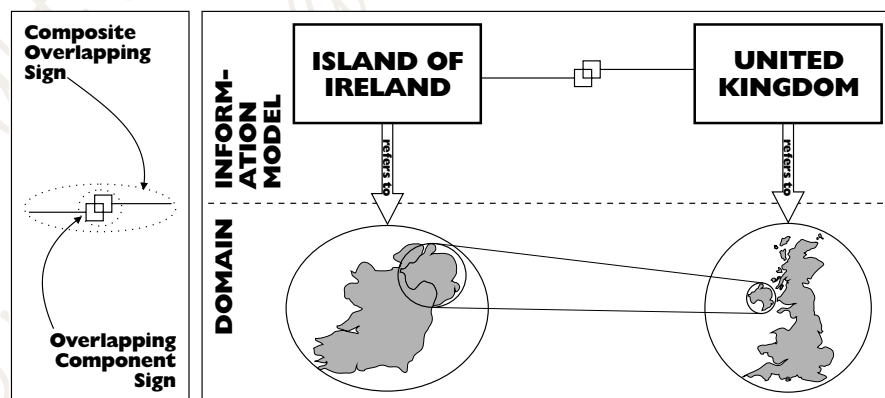 Composite
Overlapping
Sign
Overlapping
Component
Sign
INFORM-
ATION
MODEL
ISLAND OF
IRELAND
UNITED
KINGDOM
refers to
refers to
DOMAIN